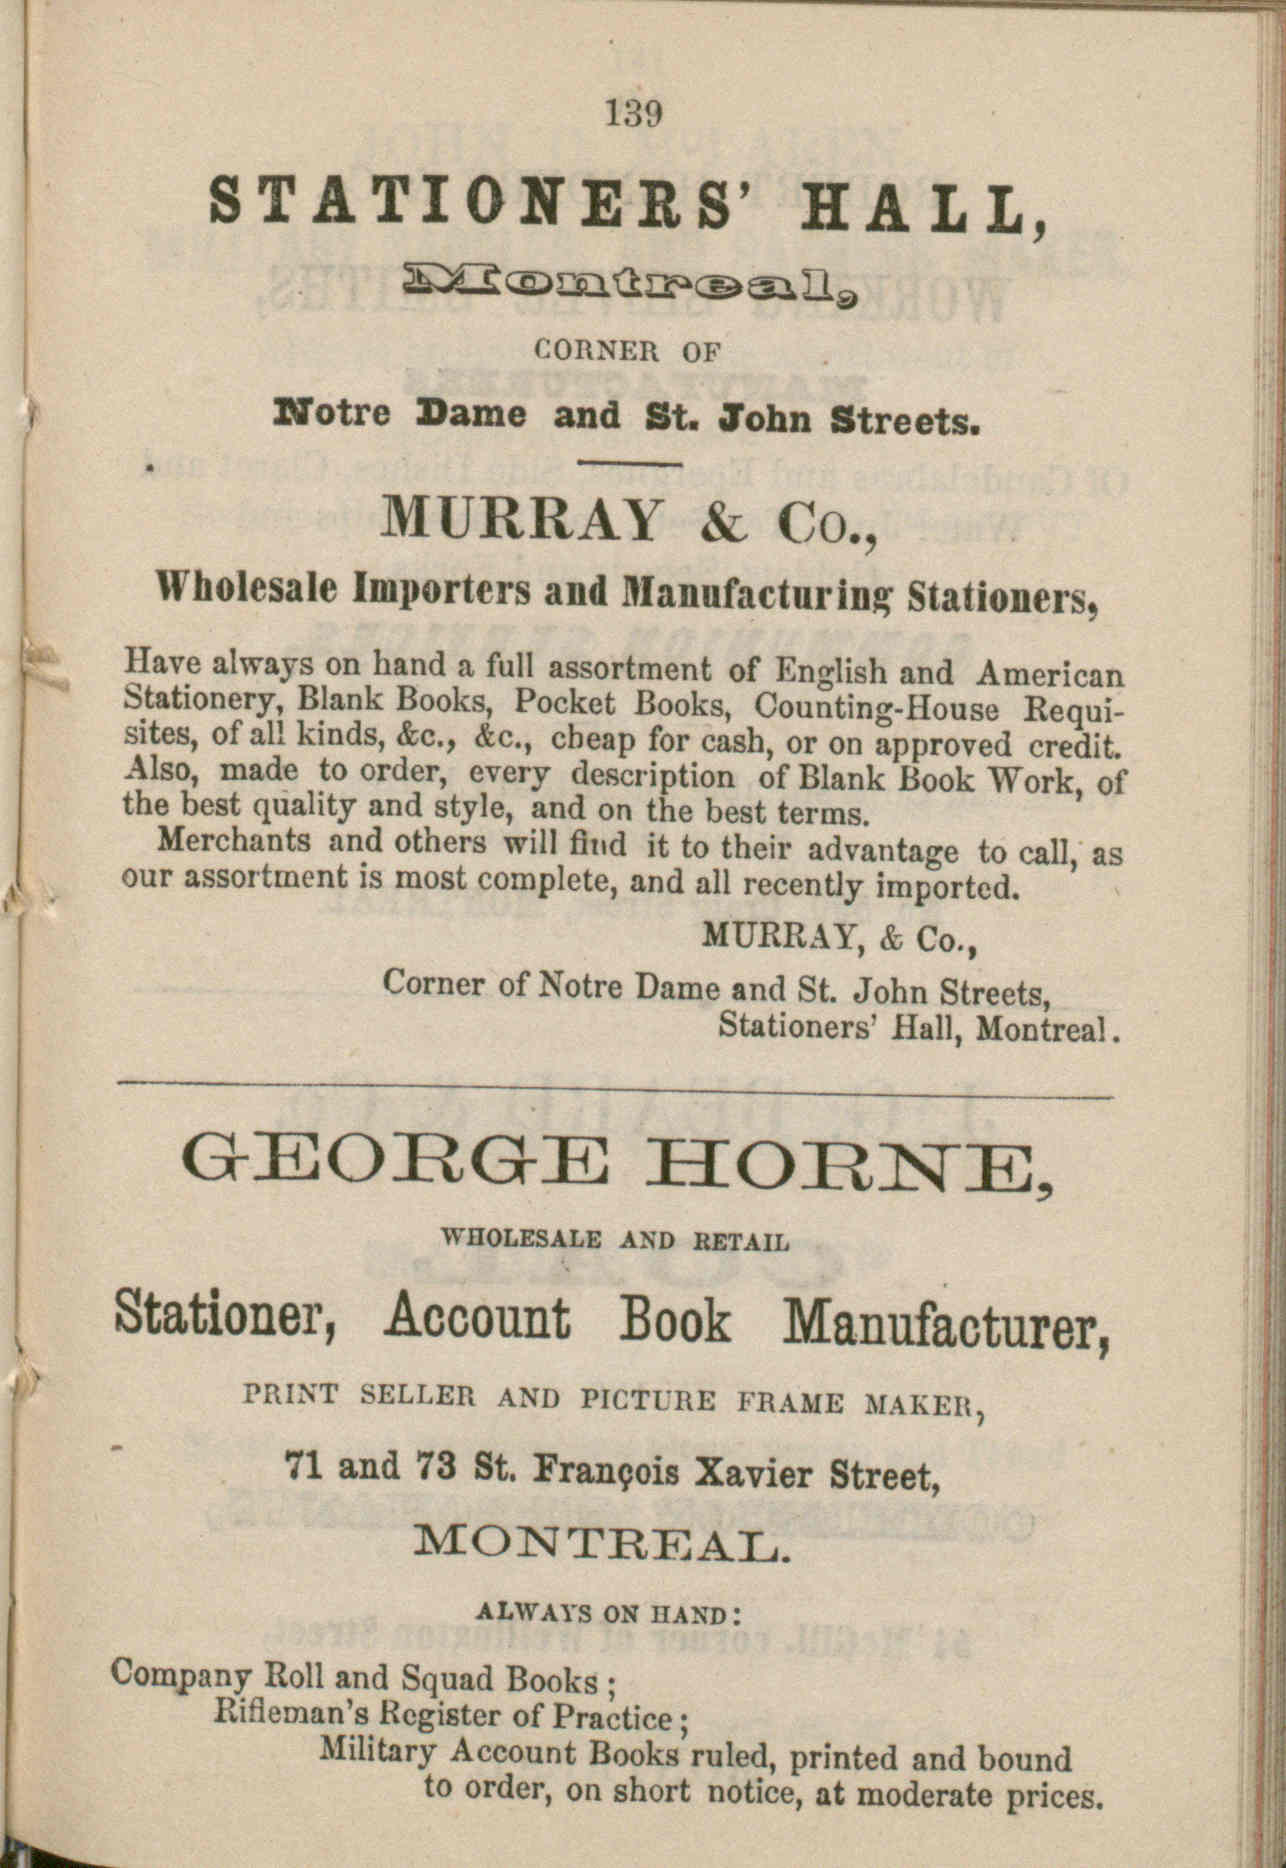 139
STATIONERS' HALL,
Montreal,
CORNER OF
Notre Dame and St. John Streets.
MURRAY & Co.,
Wholesale Importers and Manufacturing Stationers,
Have always on hand a full assortment of English and American
Stationery, Blank Books, Pocket Books, Counting-House Requi-
sites, of all kinds, &c., &c., cheap for cash, or on approved credit.
Also, made to order, every description of Blank Book Work, of
the best quality and style, and on the best terms.
Merchants and others will find it to their advantage to call, as
our assortment is most complete, and all recently imported.
MURRAY, & Co.,
Corner of Notre Dame and St. John Streets,
Stationers' Hall, Montreal.
GEORGE HORNE,
WHOLESALE AND RETAIL
Stationer, Account Book Manufacturer,
PRINT SELLER AND PICTURE FRAME MAKER,
71 and 73 St. François Xavier Street,
MONTREAL.
ALWAYS ON HAND:
Company Roll and Squad Books;
Rifleman's Register of Practice;
Military Account Books ruled, printed and bound
to order, on short notice, at moderate prices.